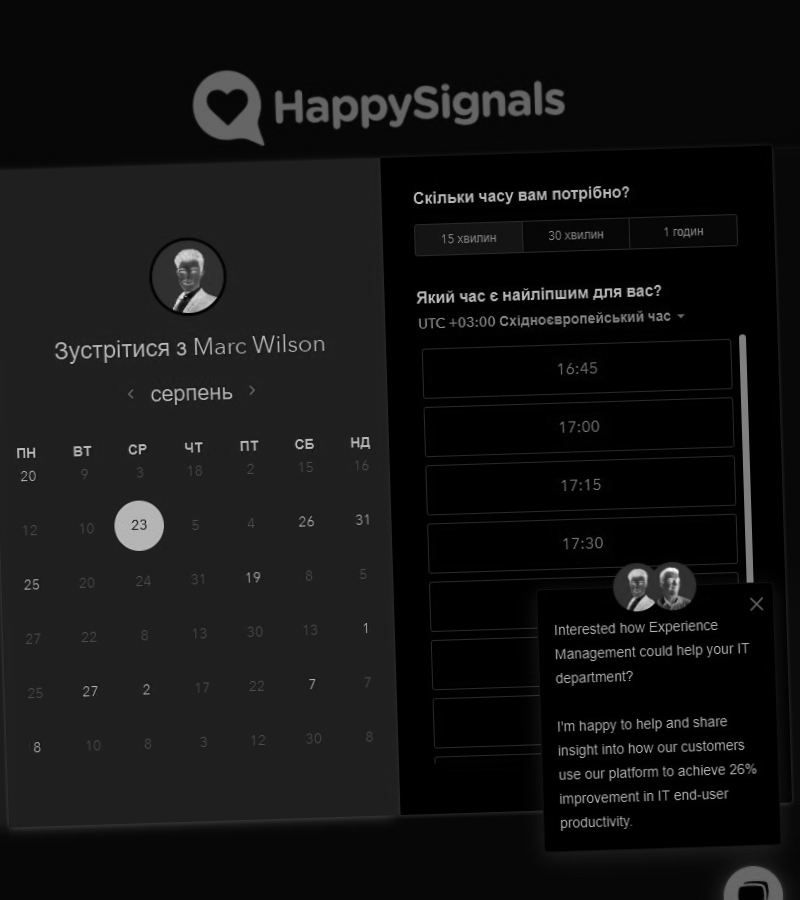 HappySignals
Зустрітися з Marc Wilson
серпень
ПН ВТ СР ЧТ ПТ СБ НД
20 9 3 18 2 15 16
12 10 23 5 4 26 31
25 20 24 31 19 8 5
27 22 8 13 30 13 1
25 27 2 17 22 7 7
8 10 8 3 12 30 8
Скільки часу вам потрібно?
15 хвилин 30 хвилин 1 годин
Який час є найліпшим для вас?
UTC +03:00 Східноєвропейський час
16:45
17:00
17:15
17:30
Interested how Experience
Management could help your IT
department?
I'm happy to help and share
insight into how our customers
use our platform to achieve 26%
improvement in IT end-user
productivity.